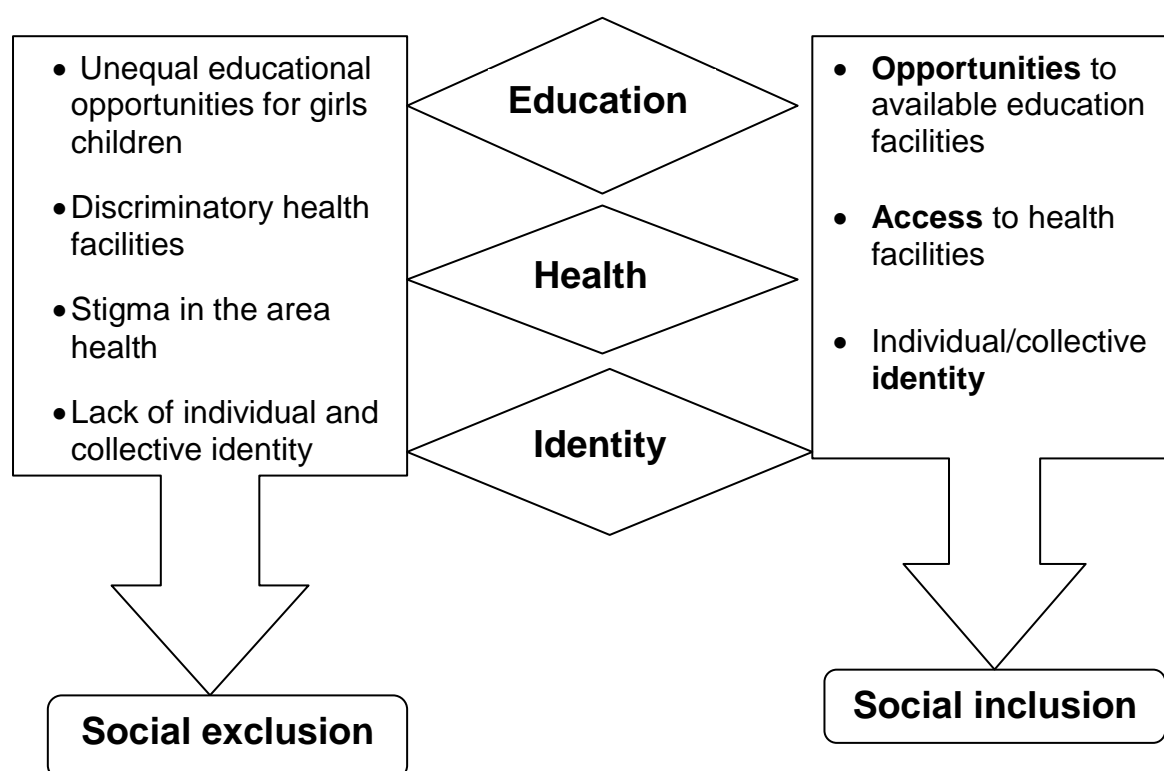 • Unequal educational
opportunities for girls
children
•Discriminatory health
facilities
•Stigma in the area
health
•Lack of individual and
collective identity
Education
Health
Identity
• Opportunities to
available education
facilities
• Access to health
facilities
• Individual/collective
identity
Social exclusion
Social inclusion